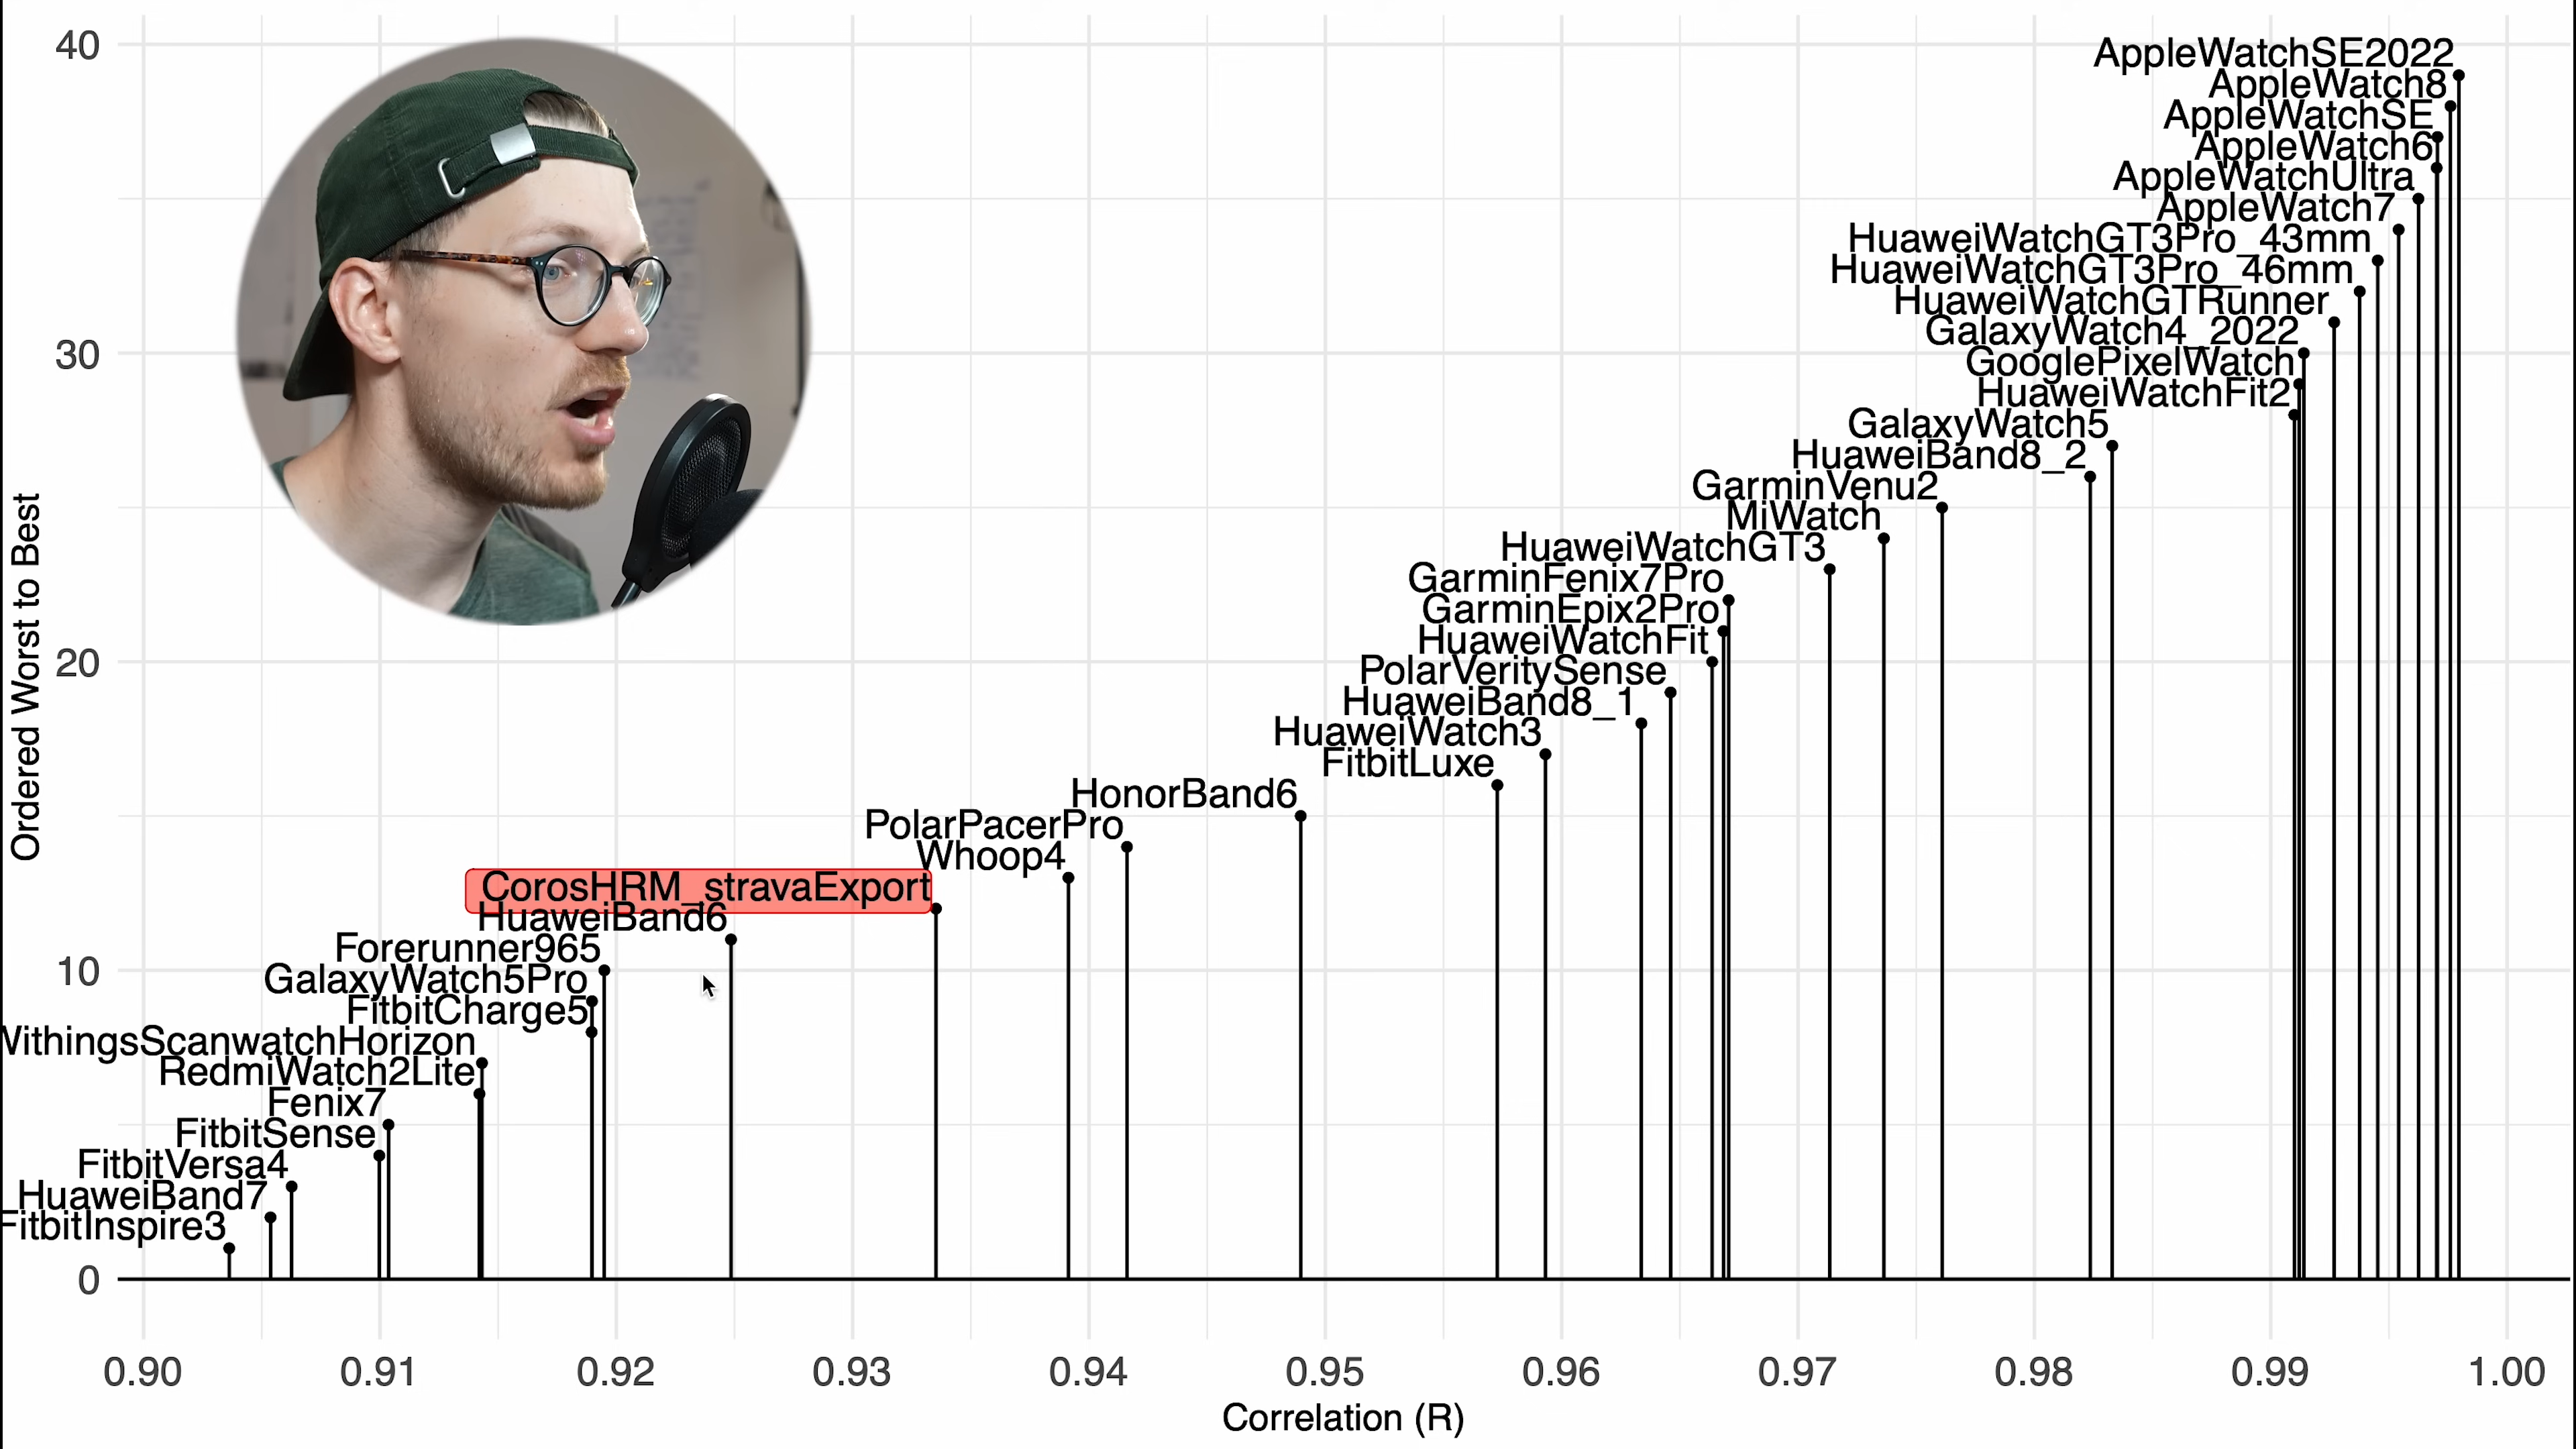 40
AppleWatchSE2022
AppleWatch8
AppleWatchSE
AppleWatch6
AppleWatchUltra
AppleWatch7
HuaweiWatchGT3Pro_43mm
HuaweiWatchGT3Pro_46mm
HuaweiWatchGTRunner
GalaxyWatch4_2022
30
GooglePixelWatch
HuaweiWatchFit2
GalaxyWatch5
HuaweiBand8_2
GarminVenu2
MiWatch
HuaweiWatchGT3
GarminFenix7Pro
GarminEpix2Pro
HuaweiWatchFit
20
PolarVeritySense
HuaweiBand8_1
HuaweiWatch3
FitbitLuxe
HonorBand6
PolarPacerPro
Whoop4
CorosHRM_stravaExport
HuaweiBand6
Forerunner965
10
GalaxyWatch5Pro
FitbitCharge5
WithingsScanwatchHorizon
RedmiWatch2Lite
Fenix7
FitbitSense
FitbitVersa4
HuaweiBand7
FitbitInspire3
0
Ordered Worst to Best
0.90 0.91 0.92 0.93 0.94 0.95 0.96 0.97 0.98 0.99 1.00
Correlation (R)